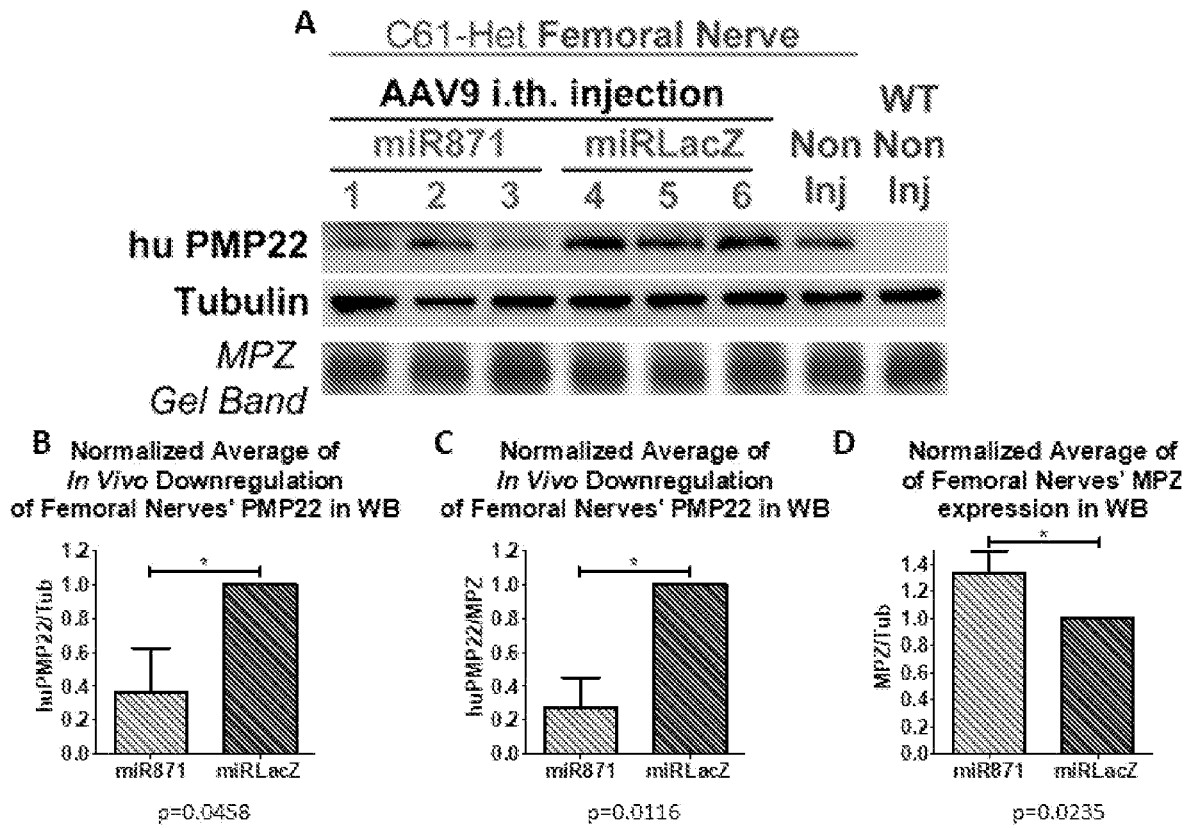 A
C61-Het Femoral Nerve
AAV9 i.th. injection
WT
miR871 miRLacZ Non Non
1 2 3 4 5 6 Inj Inj
hu PMP22
Tubulin
MPZ
Gel Band
B Normalized Average of
In Vivo Downregulation
of Femoral Nerves' PMP22 in WB
*
huPMP22/Tub
1.2
1.0
0.8
0.6
0.4
0.2
0.0
miR871 miRLacZ
p=0.0458
C Normalized Average of
In Vivo Downregulation
of Femoral Nerves' PMP22 in WB
*
huPMP22/MPZ
1.2
1.0
0.8
0.6
0.4
0.2
0.0
miR871 miRLacZ
p=0.0116
D Normalized Average of
of Femoral Nerves' MPZ
expression in WB
*
MPZ/Tub
1.4
1.2
1.0
0.8
0.6
0.4
0.2
0.0
miR871 miRLacZ
p=0.0235